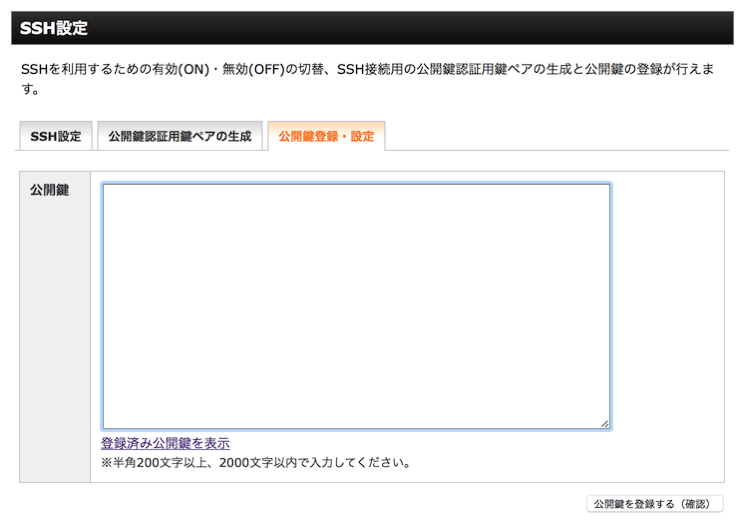 SSH設定
SSHを利用するための有効(ON)・無効(OFF)の切替、SSH接続用の公開鍵認証用鍵ペアの生成と公開鍵の登録が行えま
す。
SSH設定 公開鍵認証用鍵ペアの生成 公開鍵登録・設定
公開鍵
登録済み公開鍵を表示
※半角200文字以上、2000文字以内で入力してください。
公開鍵を登録する（確認）